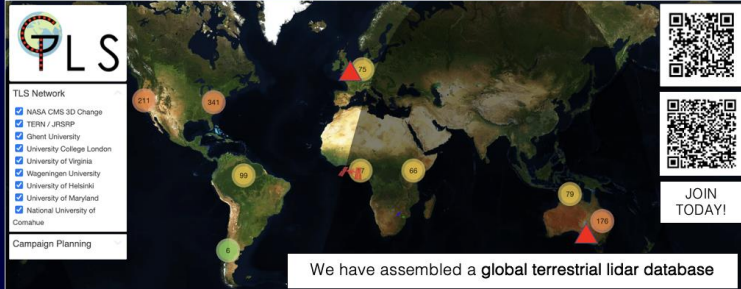 TLS
TLS Network
NASA CMS 3D Change
TERN / JRSRP
Ghent University
University College London
University of Virginia
Wageningen University
University of Helsinki
University of Maryland
National University of
Comahue
Campaign Planning
211
341
75
99
66
79
176
6
JOIN
TODAY!
We have assembled a global terrestrial lidar database